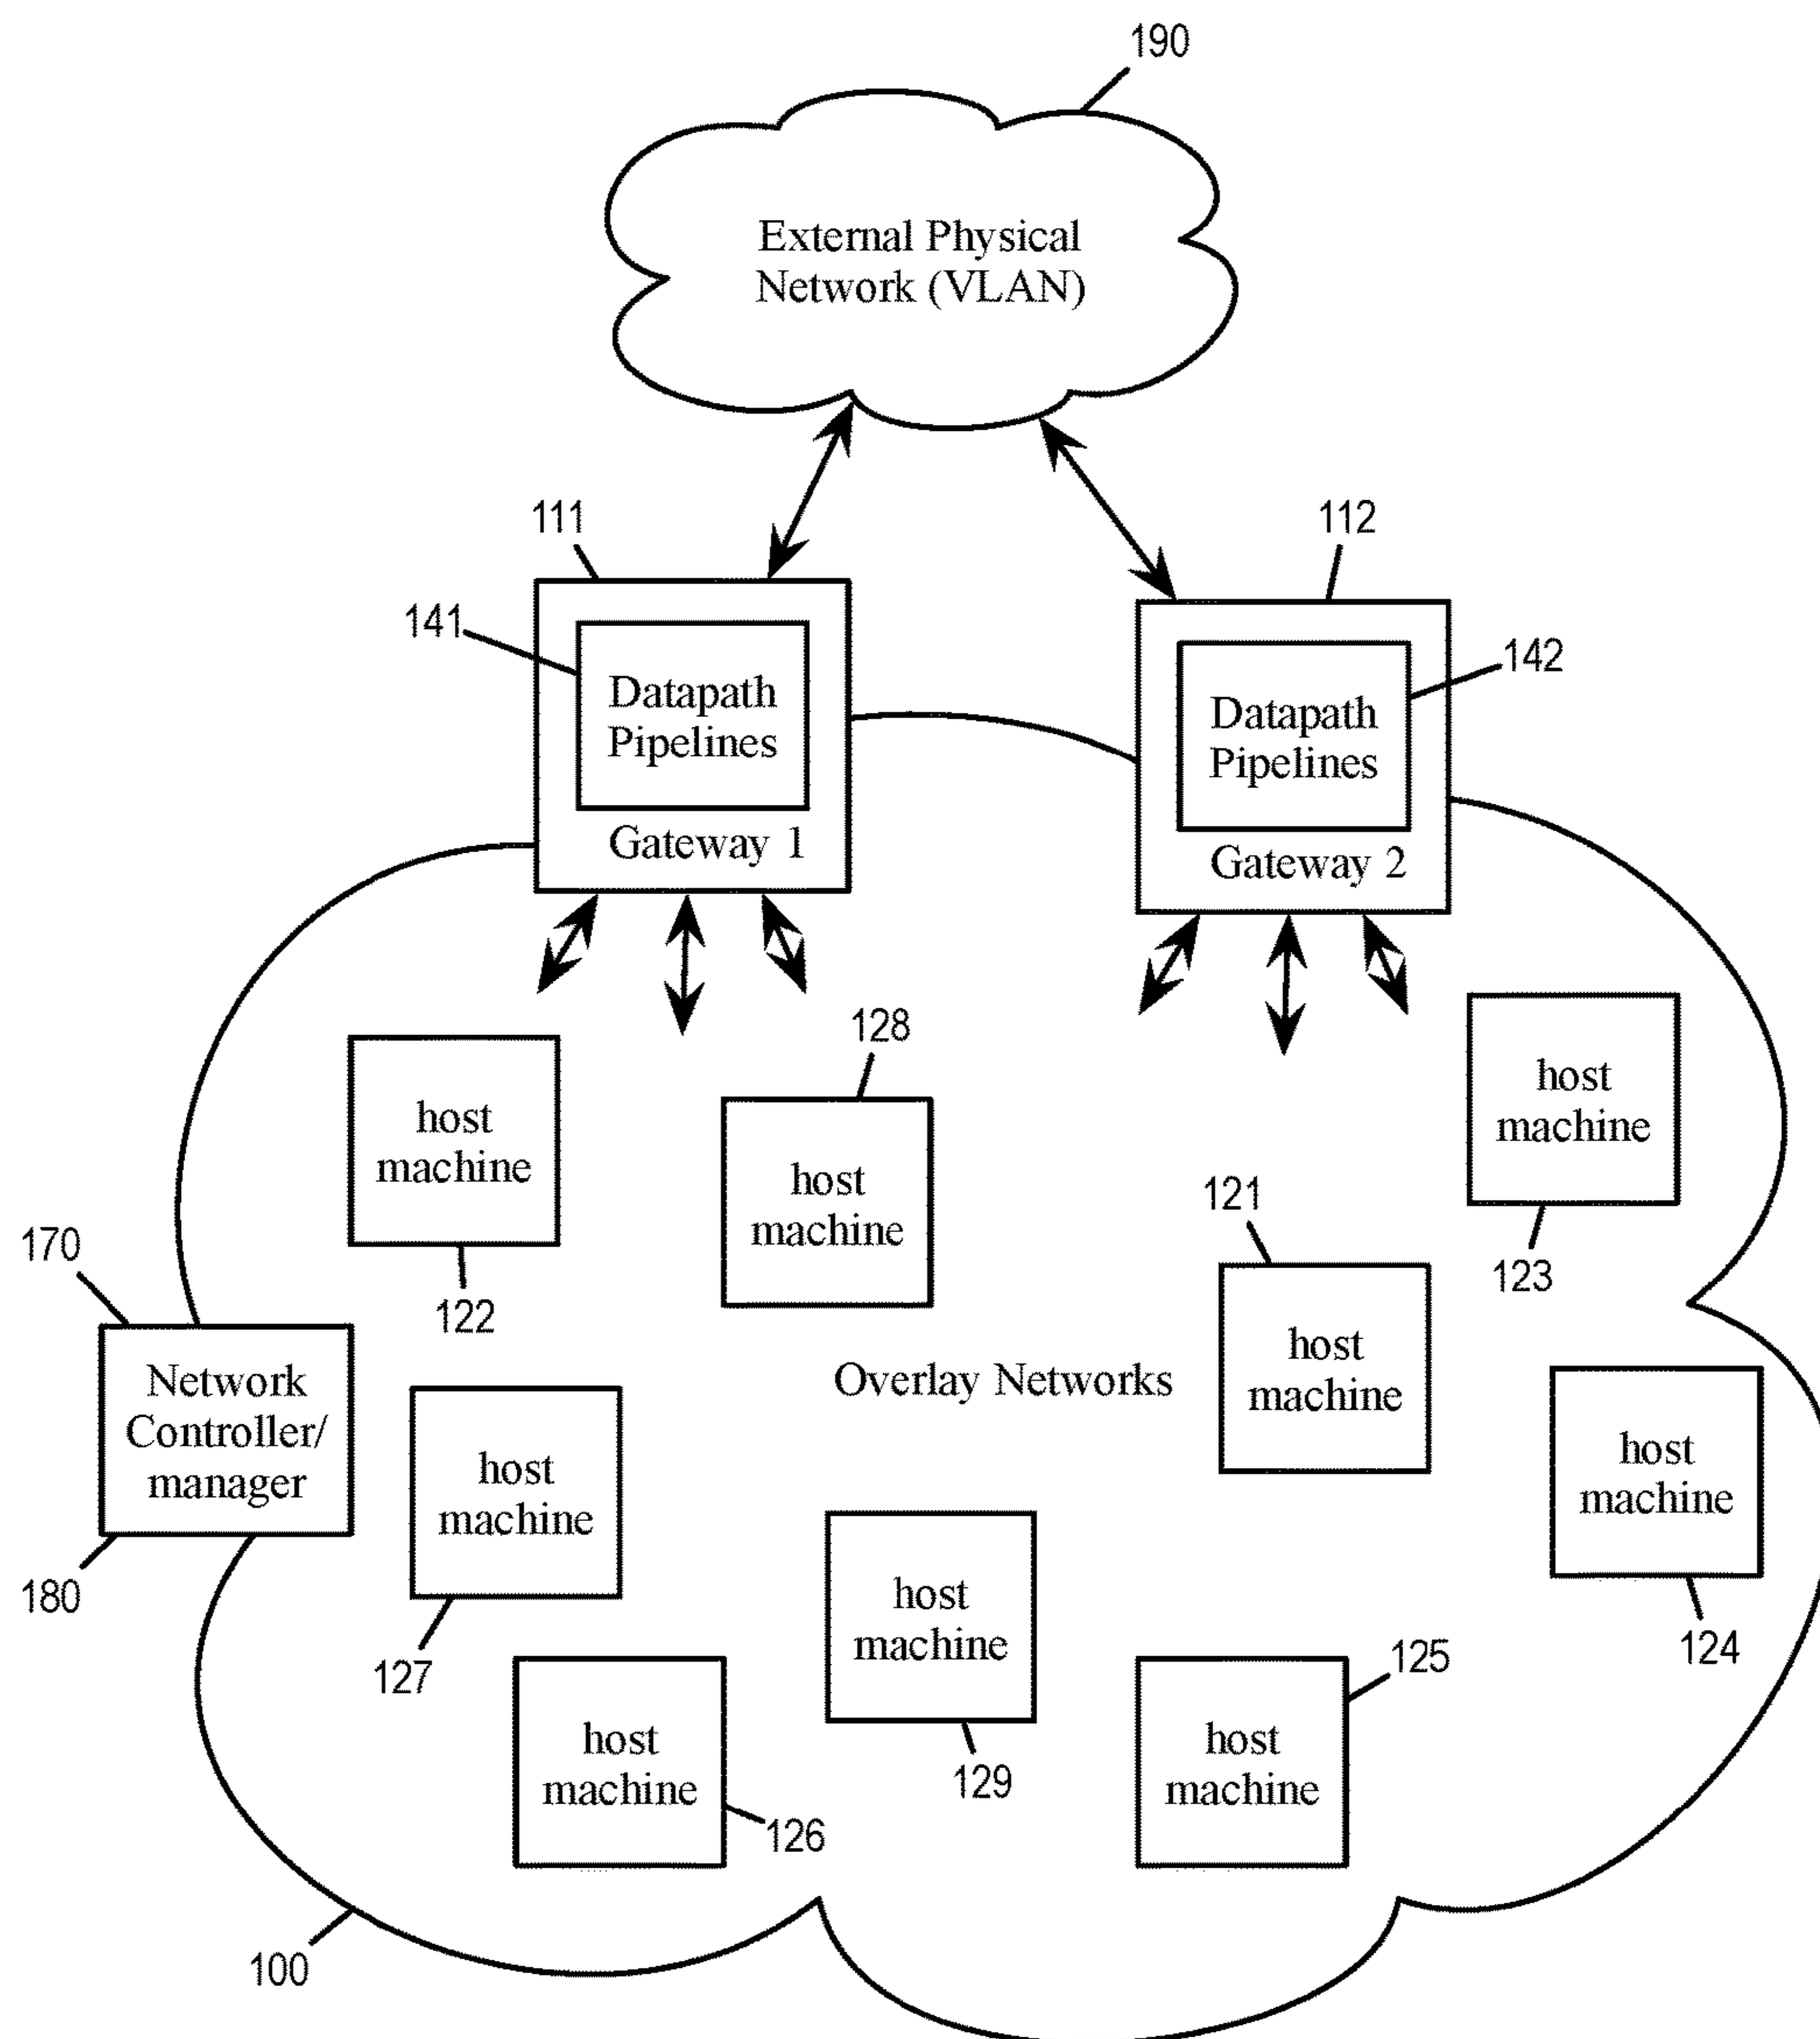 190
External Physical
Network (VLAN)
111
112
141
Datapath
Pipelines
Gateway 1
142
Datapath
Pipelines
Gateway 2
128
host
machine
122
host
machine
host
machine
123
121
host
machine
170
Network
Controller/
manager
180
Overlay Networks
host
machine
127
host
machine
124
host
machine
129
host
machine
126
125
host
machine
100